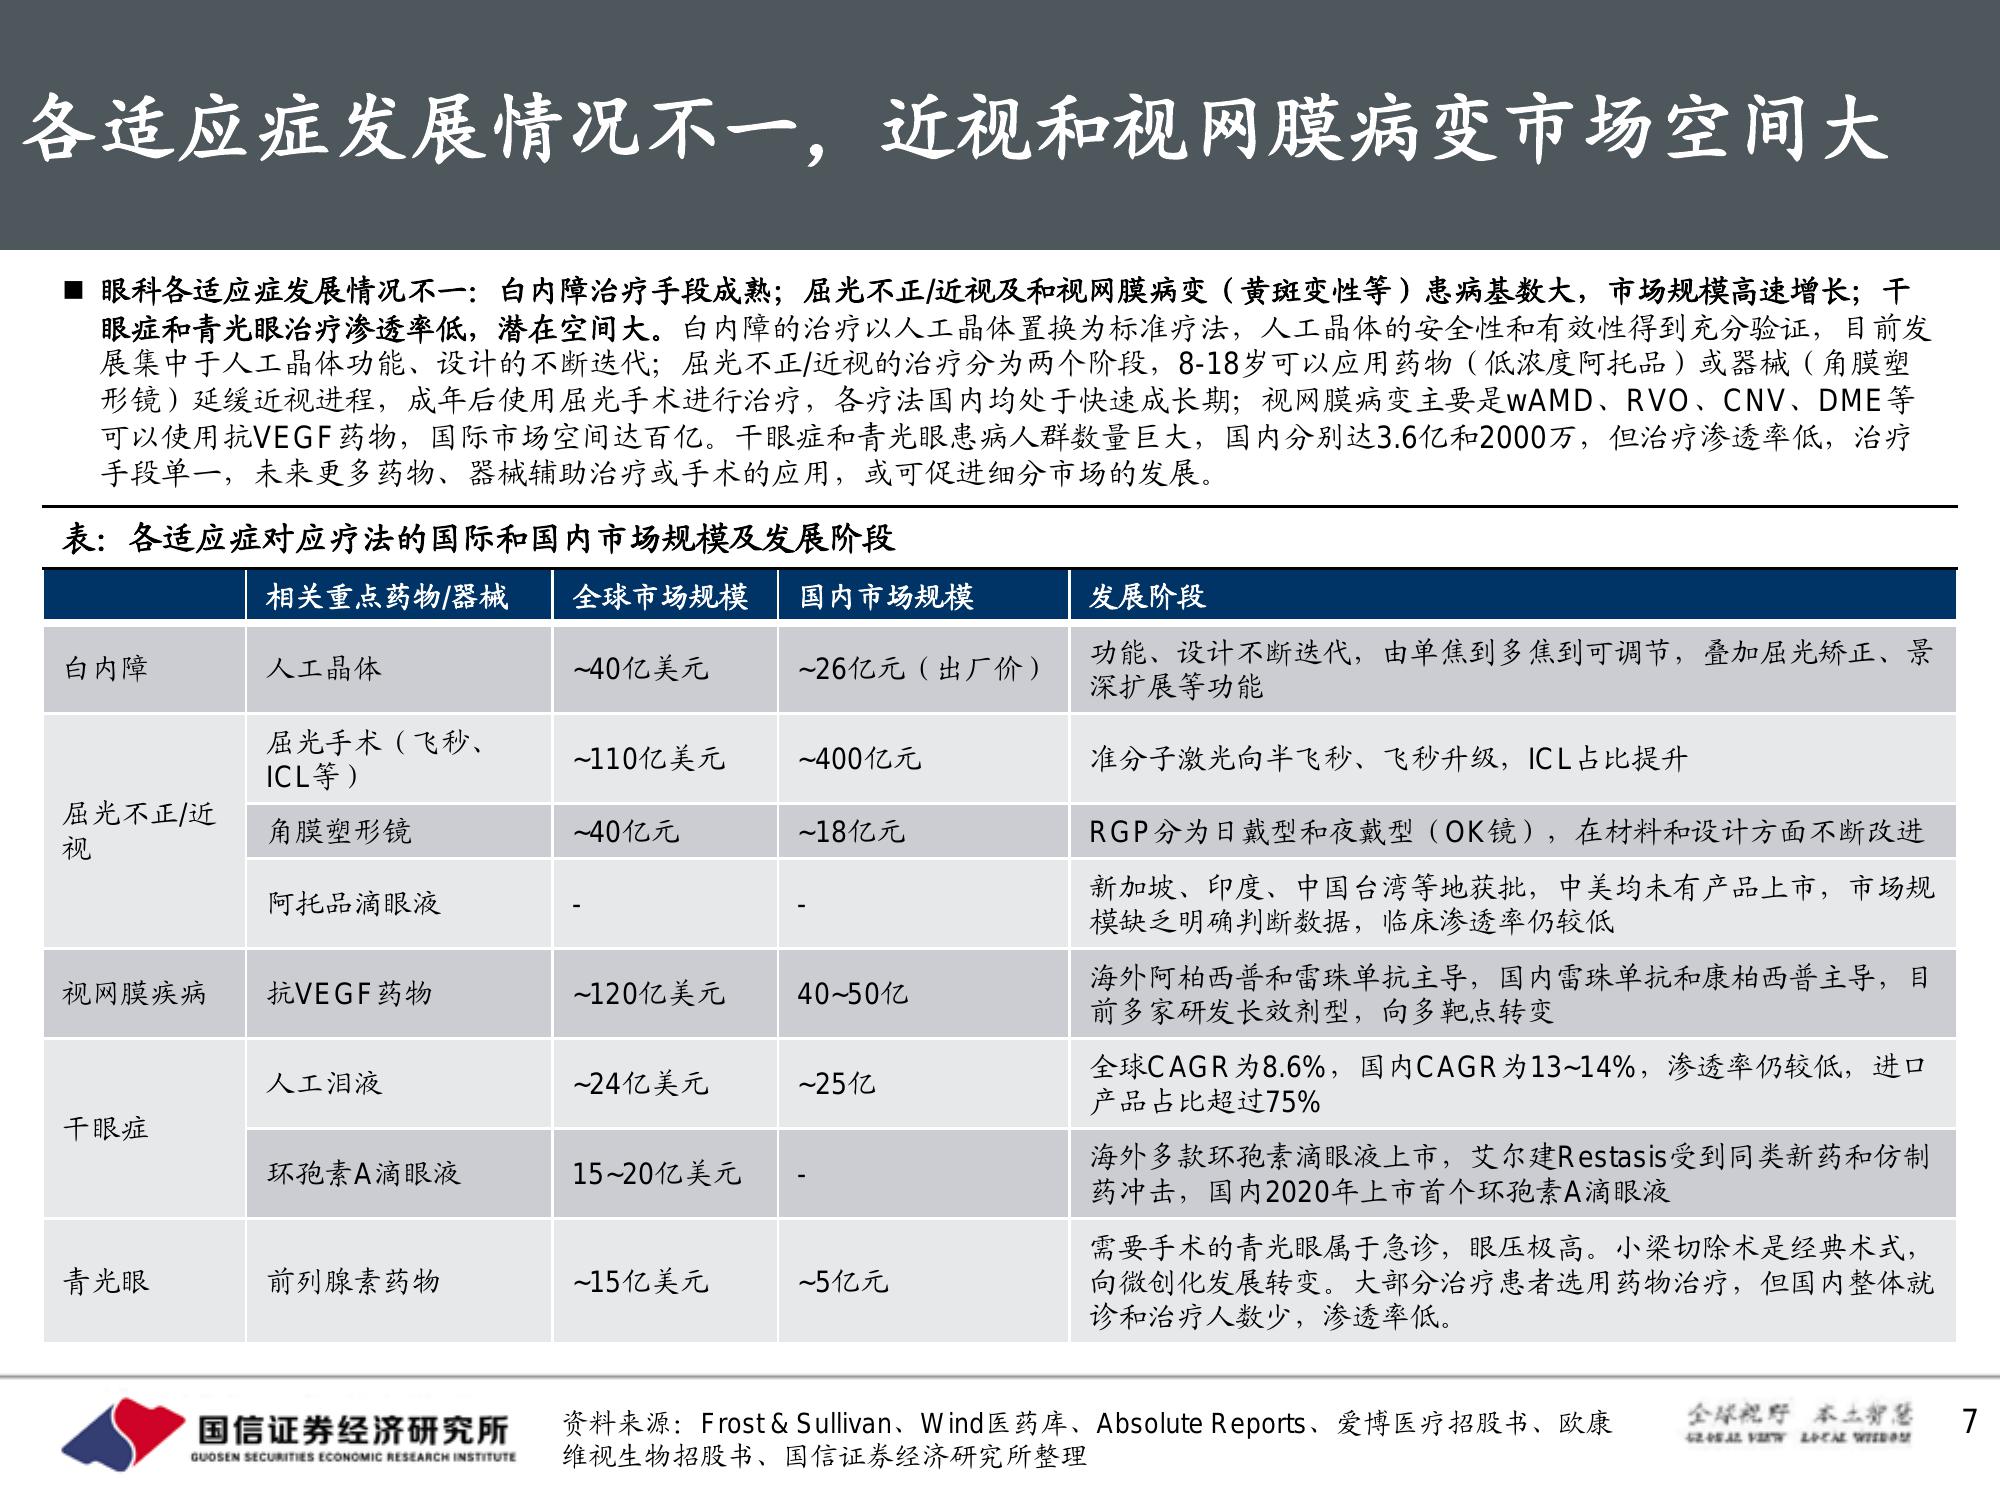 各适应症发展情况不一，近视和视网膜病变市场空间大
■ 眼科各适应症发展情况不一：白内障治疗手段成熟；屈光不正/近视及和视网膜病变（黄斑变性等）患病基数大，市场规模高速增长；干
眼症和青光眼治疗渗透率低，潜在空间大。白内障的治疗以人工晶体置换为标准疗法，人工晶体的安全性和有效性得到充分验证，目前发
展集中于人工晶体功能、设计的不断迭代；屈光不正/近视的治疗分为两个阶段，8-18岁可以应用药物（低浓度阿托品）或器械（角膜塑
形镜）延缓近视进程，成年后使用屈光手术进行治疗，各疗法国内均处于快速成长期；视网膜病变主要是wAMD、RVO、CNV、DME等
可以使用抗VEGF药物，国际市场空间达百亿。干眼症和青光眼患病人群数量巨大，国内分别达3.6亿和2000万，但治疗渗透率低，治疗
手段单一，未来更多药物、器械辅助治疗或手术的应用，或可促进细分市场的发展。
表：各适应症对应疗法的国际和国内市场规模及发展阶段
相关重点药物/器械 全球市场规模 国内市场规模 发展阶段
白内障 人工晶体 ~40亿美元 ~26亿元（出厂价） 功能、设计不断迭代，由单焦到多焦到可调节，叠加屈光矫正、景
深扩展等功能
屈光不正/近
视
屈光手术（飞秒、
ICL等） ~110亿美元 ~400亿元 准分子激光向半飞秒、飞秒升级，ICL占比提升
角膜塑形镜 ~40亿元 ~18亿元 RGP分为日戴型和夜戴型（OK镜），在材料和设计方面不断改进
阿托品滴眼液 - - 新加坡、印度、中国台湾等地获批，中美均未有产品上市，市场规
模缺乏明确判断数据，临床渗透率仍较低
视网膜疾病 抗VEGF药物 ~120亿美元 40~50亿 海外阿柏西普和雷珠单抗主导，国内雷珠单抗和康柏西普主导，目
前多家研发长效剂型，向多靶点转变
干眼症
人工泪液 ~24亿美元 ~25亿 全球CAGR为8.6%，国内CAGR为13~14%，渗透率仍较低，进口
产品占比超过75%
环孢素A滴眼液 15~20亿美元 - 海外多款环孢素滴眼液上市，艾尔建Restasis受到同类新药和仿制
药冲击，国内2020年上市首个环孢素A滴眼液
青光眼 前列腺素药物 ~15亿美元 ~5亿元 需要手术的青光眼属于急诊，眼压极高。小梁切除术是经典术式，
向微创化发展转变。大部分治疗患者选用药物治疗，但国内整体就
诊和治疗人数少，渗透率低。
国信证券经济研究所
GUOSEN SECURITIES ECONOMIC RESEARCH INSTITUTE
资料来源：Frost & Sullivan、Wind医药库、Absolute Reports、爱博医疗招股书、欧康
维视生物招股书、国信证券经济研究所整理
全球视野 本土智慧
GLOBAL VIEW LOCAL WISDOM
7